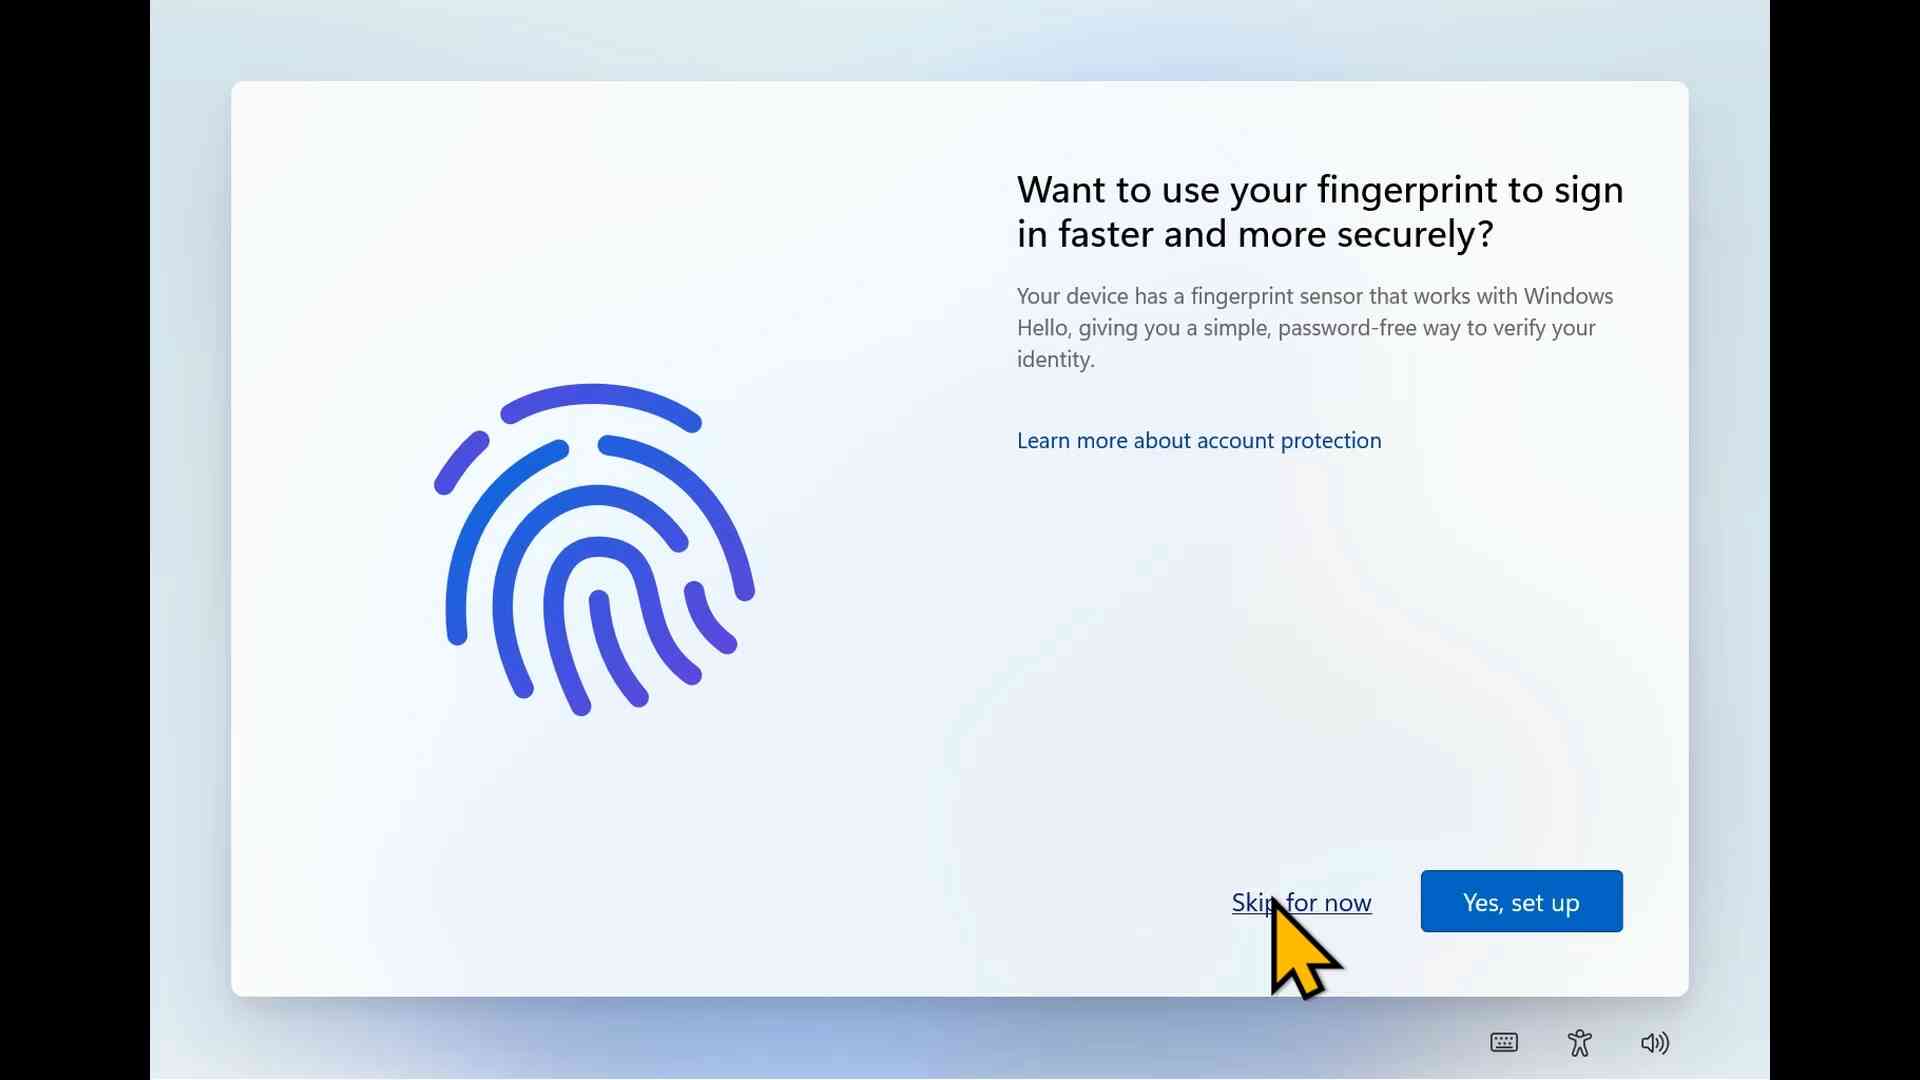 Want to use your fingerprint to sign
in faster and more securely?
Your device has a fingerprint sensor that works with Windows
Hello, giving you a simple, password-free way to verify your
identity.
Learn more about account protection
Skip for now
Yes, set up